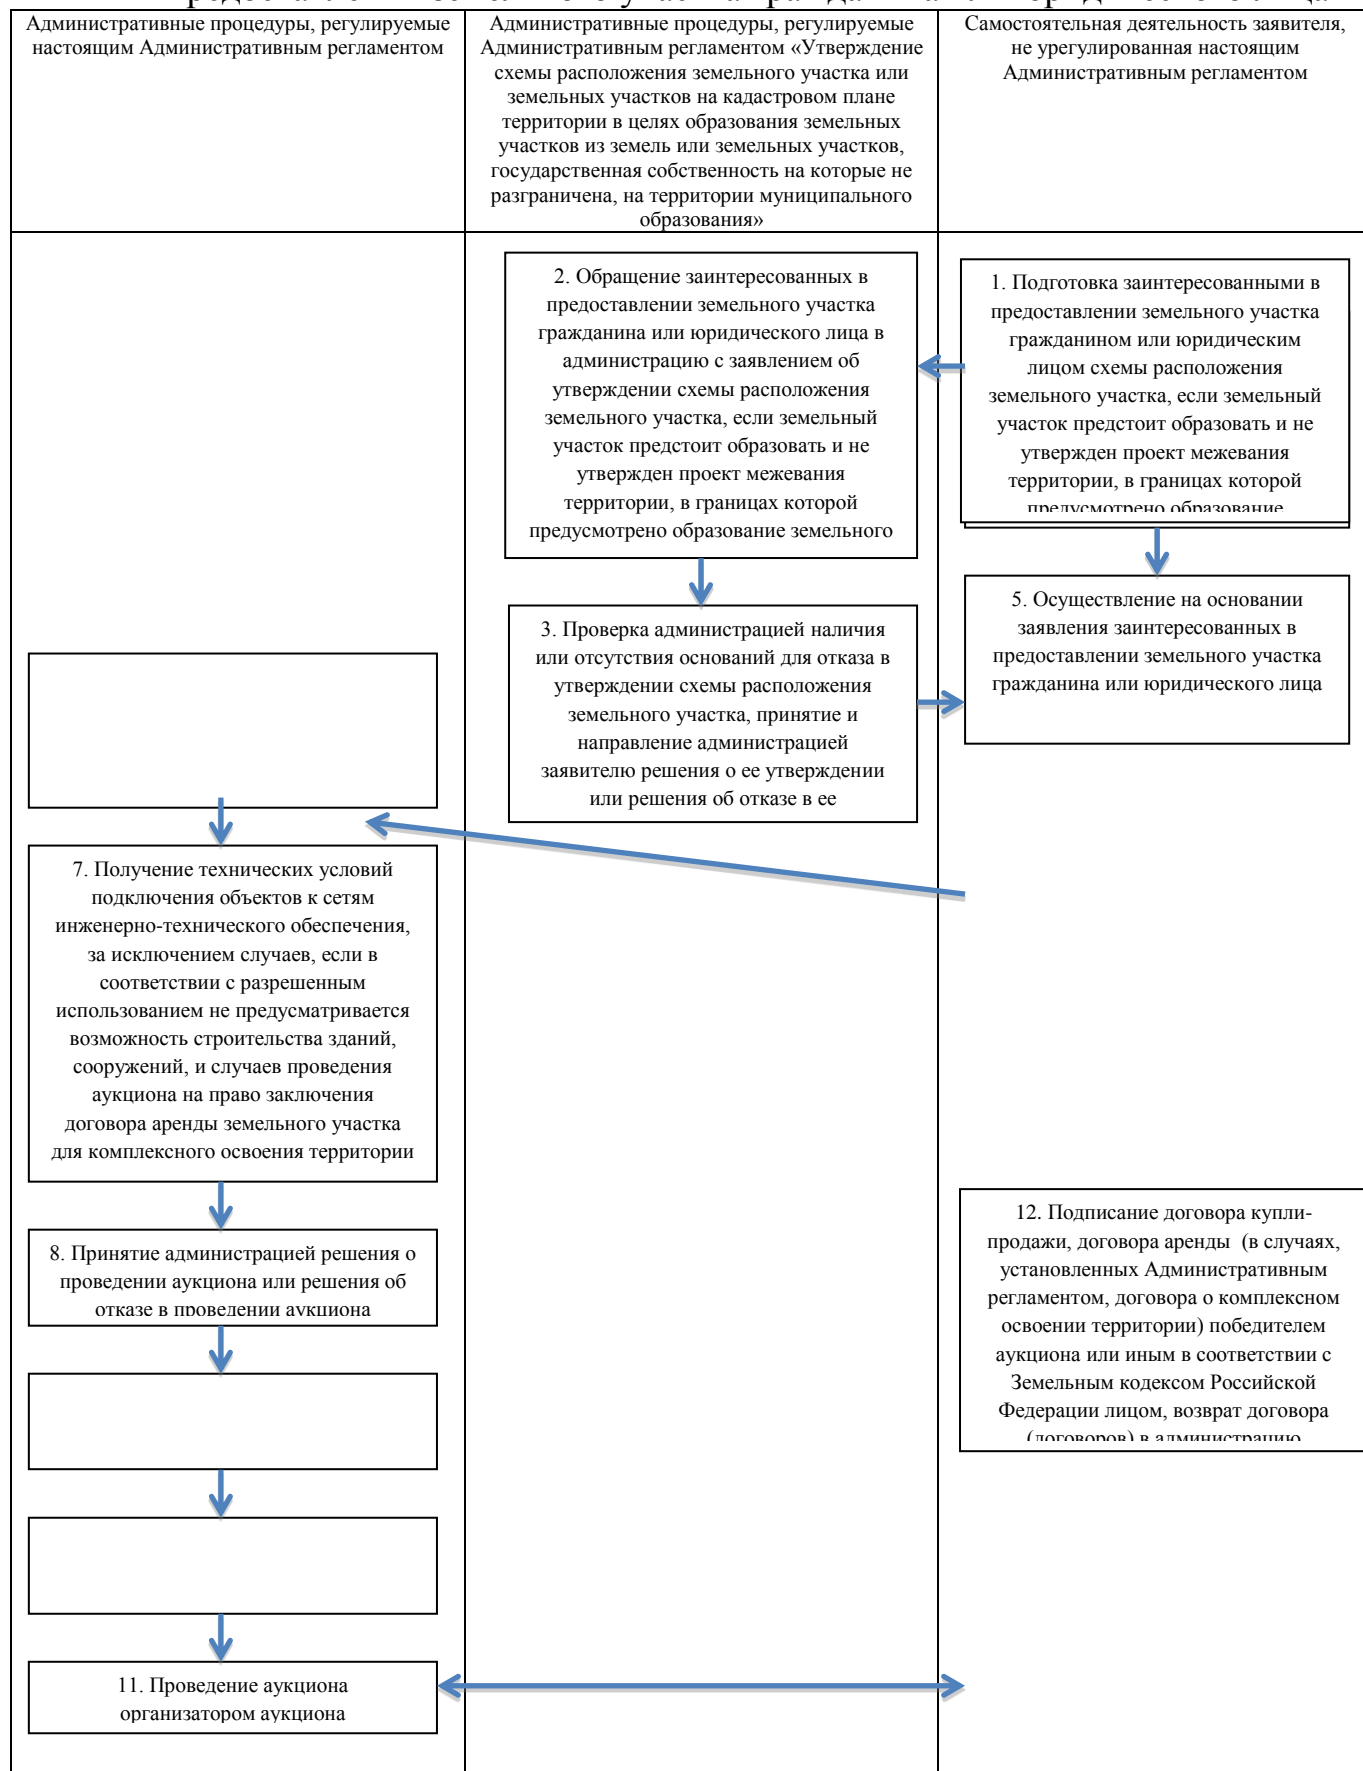 Административные процедуры, регулируемые
настоящим Административным регламентом
Административные процедуры, регулируемые
Административным регламентом «Утверждение
схемы расположения земельного участка или
земельных участков на кадастровом плане
территории в целях образования земельных
участков из земель или земельных участков,
государственная собственность на которые не
разграничена, на территории муниципального
образования»
Самостоятельная деятельность заявителя,
не урегулированная настоящим
Административным регламентом
2. Обращение заинтересованных в
предоставлении земельного участка
гражданина или юридического лица в
администрацию с заявлением об
утверждении схемы расположения
земельного участка, если земельный
участок предстоит образовать и не
утвержден проект межевания
территории, в границах которой
предусмотрено образование земельного
1. Подготовка заинтересованными в
предоставлении земельного участка
гражданином или юридическим
лицом схемы расположения
земельного участка, если земельный
участок предстоит образовать и не
утвержден проект межевания
территории, в границах которой
предусмотрено образование
3. Проверка администрацией наличия
или отсутствия оснований для отказа в
утверждении схемы расположения
земельного участка, принятие и
направление администрацией
заявителю решения о ее утверждении
или решения об отказе в ее
5. Осуществление на основании
заявления заинтересованных в
предоставлении земельного участка
гражданина или юридического лица
7. Получение технических условий
подключения объектов к сетям
инженерно-технического обеспечения,
за исключением случаев, если в
соответствии с разрешенным
использованием не предусматривается
возможность строительства зданий,
сооружений, и случаев проведения
аукциона на право заключения
договора аренды земельного участка
для комплексного освоения территории
8. Принятие администрацией решения о
проведении аукциона или решения об
отказе в проведении аукциона
12. Подписание договора купли-
продажи, договора аренды (в случаях,
установленных Административным
регламентом, договора о комплексном
освоении территории) победителем
аукциона или иным в соответствии с
Земельным кодексом Российской
Федерации лицом, возврат договора
(договоров) в администрацию
11. Проведение аукциона
организатором аукциона